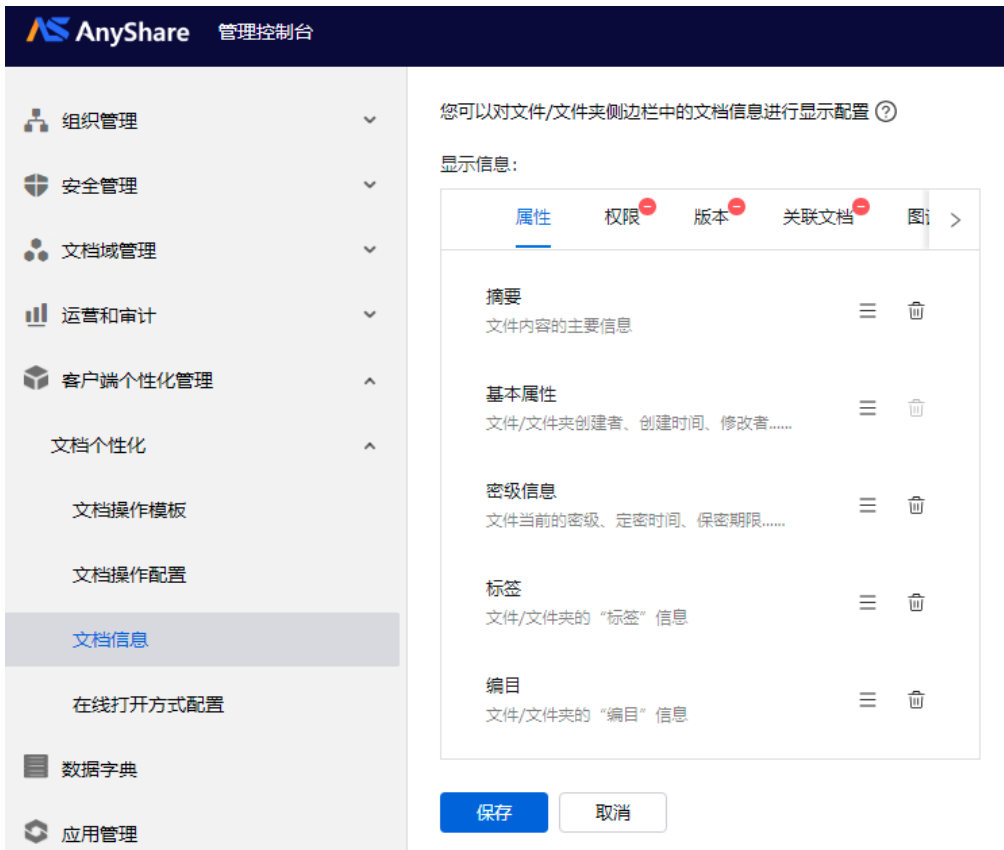 AnyShare 管理控制台
组织管理
安全管理
文档域管理
运营和审计
客户端个性化管理
文档个性化
文档操作模板
文档操作配置
文档信息
在线打开方式配置
数据字典
应用管理
您可以对文件/文件夹侧边栏中的文档信息进行显示配置
显示信息:
属性 权限 版本 关联文档 图
摘要
文件内容的主要信息
基本属性
文件/文件夹创建者、创建时间、修改者......
密级信息
文件当前的密级、定密时间、保密期限......
标签
文件/文件夹的“标签”信息
编目
文件/文件夹的“编目”信息
保存 取消